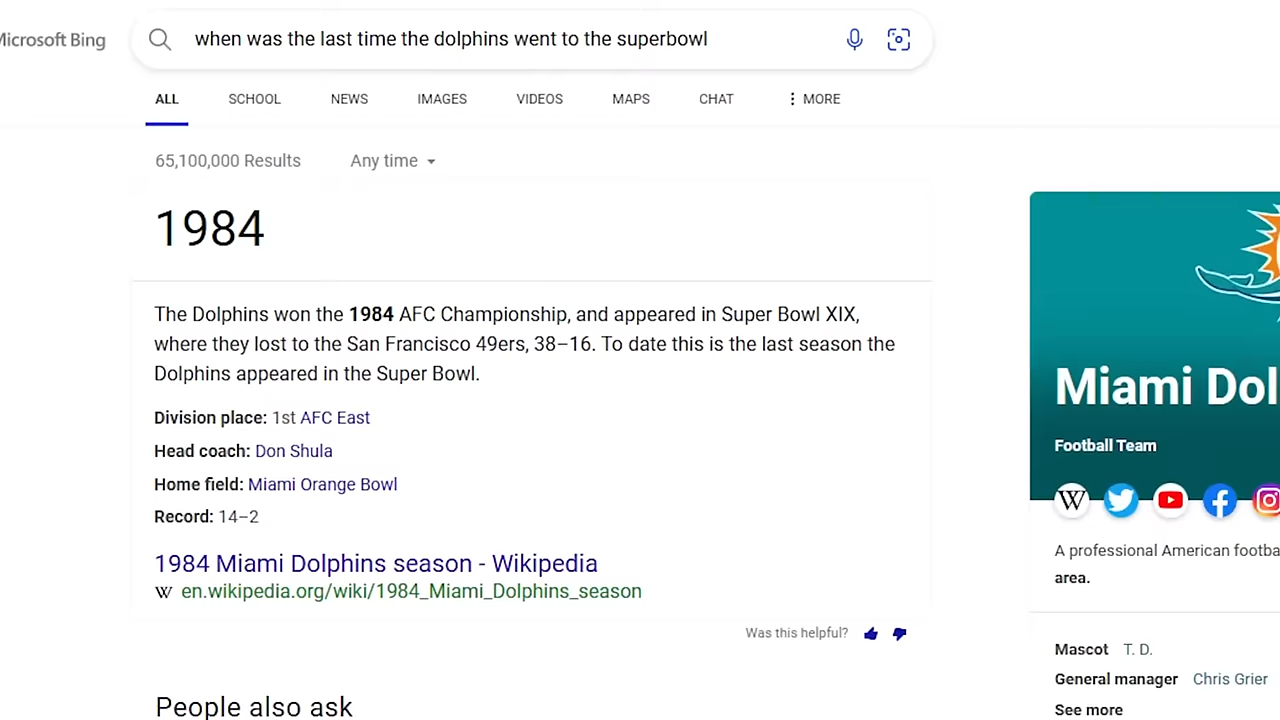 Microsoft Bing
when was the last time the dolphins went to the superbowl
ALL SCHOOL NEWS IMAGES VIDEOS MAPS CHAT MORE
65,100,000 Results Any time
1984
The Dolphins won the 1984 AFC Championship, and appeared in Super Bowl XIX,
where they lost to the San Francisco 49ers, 38–16. To date this is the last season the
Dolphins appeared in the Super Bowl.
Division place: 1st AFC East
Head coach: Don Shula
Home field: Miami Orange Bowl
Record: 14–2
1984 Miami Dolphins season - Wikipedia
W en.wikipedia.org/wiki/1984_Miami_Dolphins_season
Was this helpful?
People also ask
Miami Dol
Football Team
W
A professional American footba
area.
Mascot T. D.
General manager Chris Grier
See more